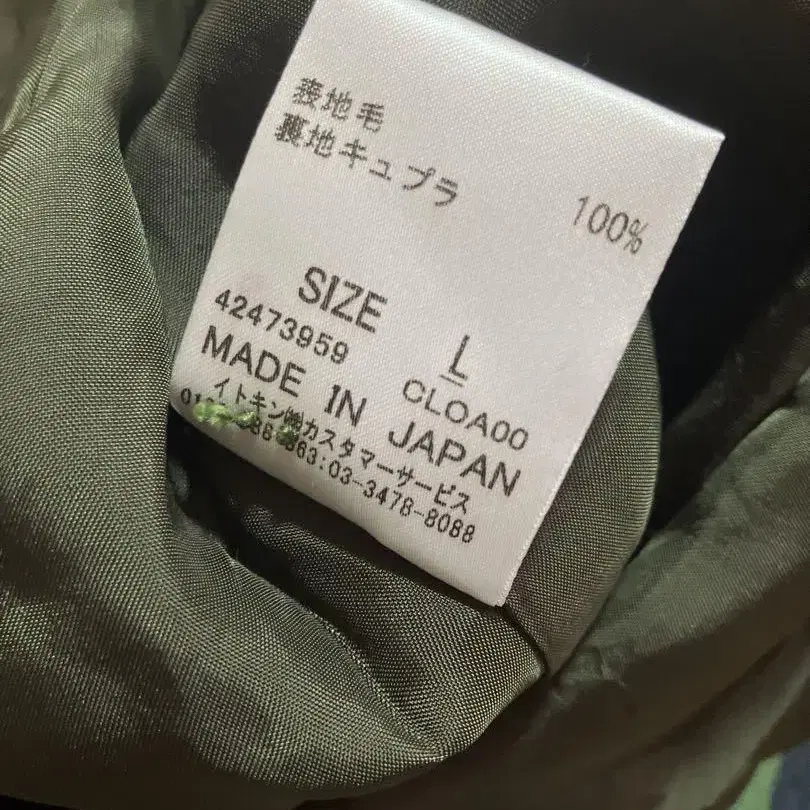 表地毛
裏地キュプラ 100%
SIZE L
42473959 CLOA00
MADE IN JAPAN
イトキン㈱カスタマーサービス
03-3478-8088